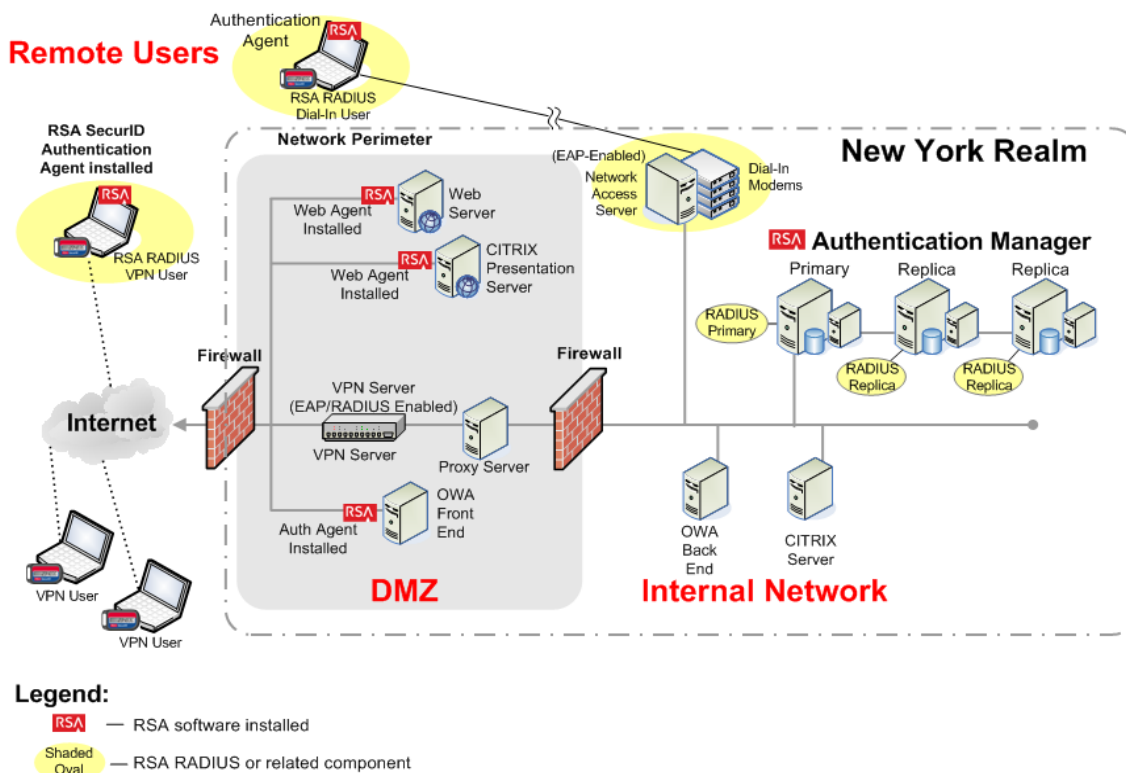 Remote Users
Authentication
Agent
RSA
RSA RADIUS
Dial-In User
RSA SecurID
Authentication
Agent installed
RSA
RSA RADIUS
VPN User
Network Perimeter
(EAP-Enabled)
Network
Access
Server
Dial-In
Modems
New York Realm
RSA
Web Agent
Installed
Web
Server
RSA
Web Agent
Installed
CITRIX
Presentation
Server
RSA Authentication Manager
Primary
Replica
Replica
RADIUS
Primary
RADIUS
Replica
RADIUS
Replica
Internet
Firewall
VPN Server
(EAP/RADIUS Enabled)
VPN Server
Proxy Server
Firewall
RSA
Auth Agent
Installed
OWA
Front
End
OWA
Back
End
CITRIX
Server
VPN User
VPN User
DMZ
Internal Network
Legend:
RSA — RSA software installed
Shaded
Oval
— RSA RADIUS or related component